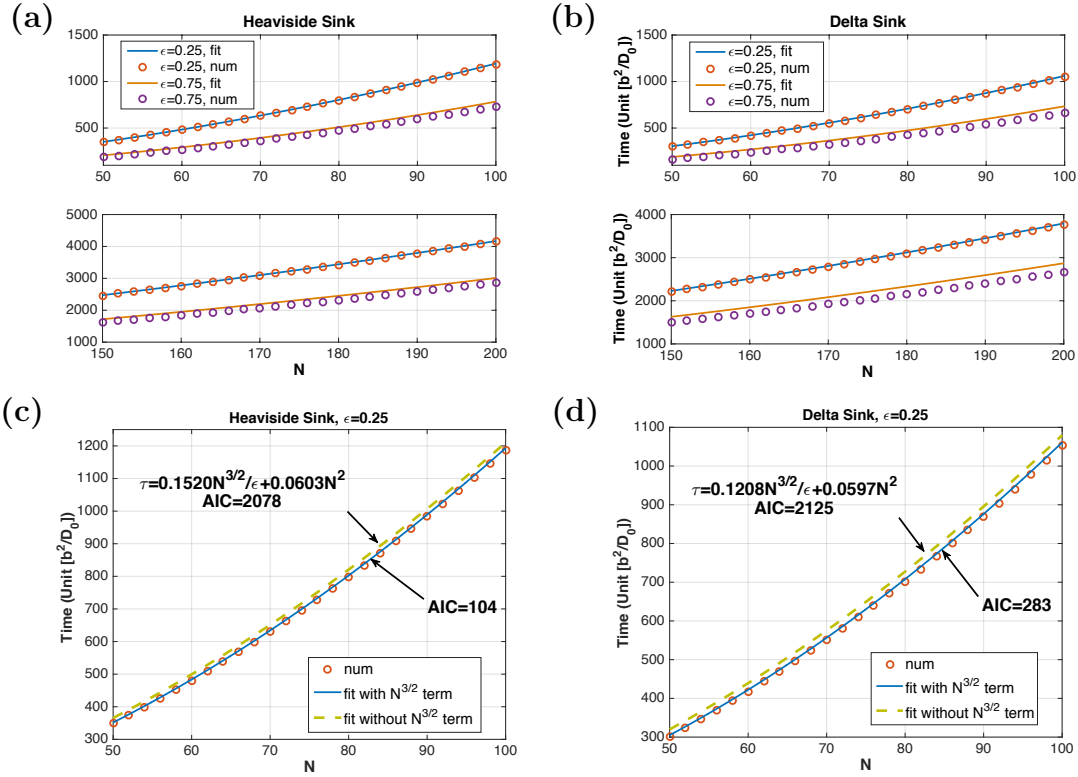 (a)
Heaviside Sink
1500
1000
500
ϵ=0.25, fit
ϵ=0.25, num
ϵ=0.75, fit
ϵ=0.75, num
50 60 70 80 90 100
5000
4000
3000
2000
1000
150 160 170 180 190 200
N
(b)
Delta Sink
Time (Unit [b²/D₀])
1500
1000
500
ϵ=0.25, fit
ϵ=0.25, num
ϵ=0.75, fit
ϵ=0.75, num
50 60 70 80 90 100
Time (Unit [b²/D₀])
4000
3000
2000
1000
150 160 170 180 190 200
N
(c)
Heaviside Sink, ϵ=0.25
Time (Unit [b²/D₀])
1200
1100
1000
900
800
700
600
500
400
300
τ=0.1520N^{3/2}/ϵ+0.0603N²
AIC=2078
AIC=104
num
fit with N^{3/2} term
fit without N^{3/2} term
50 60 70 80 90 100
N
(d)
Delta Sink, ϵ=0.25
Time (Unit [b²/D₀])
1100
1000
900
800
700
600
500
400
300
τ=0.1208N^{3/2}/ϵ+0.0597N²
AIC=2125
AIC=283
num
fit with N^{3/2} term
fit without N^{3/2} term
50 60 70 80 90 100
N